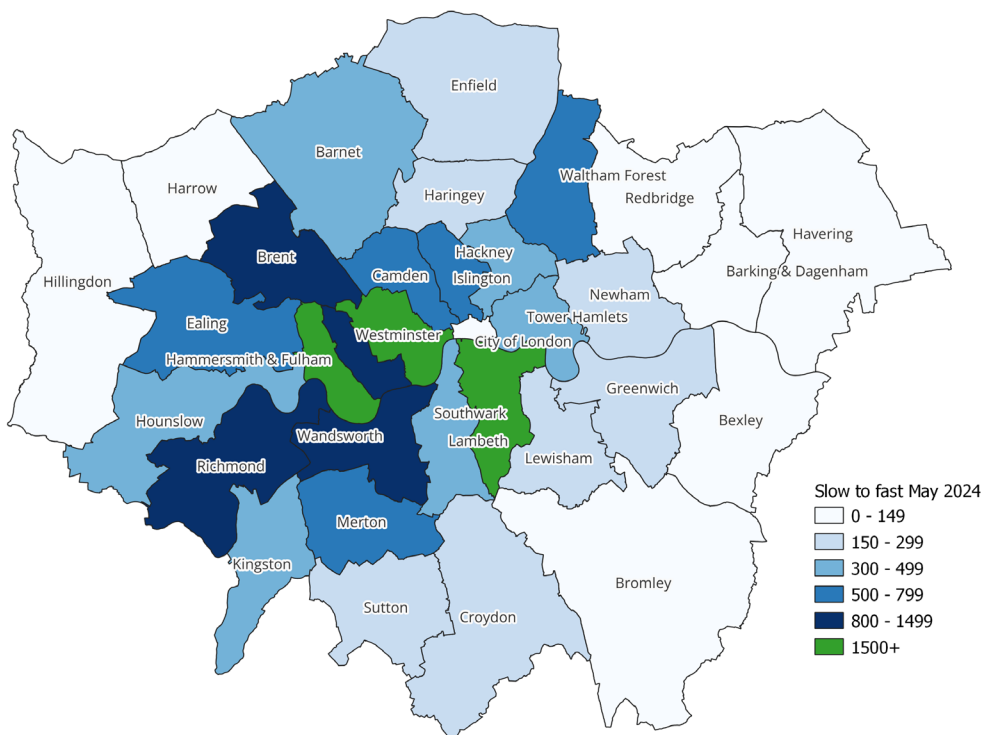 Enfield
Barnet
Waltham Forest
Harrow
Haringey
Redbridge
Havering
Hackney
Brent
Camden
Islington
Barking & Dagenham
Hillingdon
Newham
Ealing
Tower Hamlets
Westminster
City of London
Hammersmith & Fulham
Greenwich
Southwark
Hounslow
Bexley
Wandsworth
Lambeth
Richmond
Lewisham
Merton
Kingston
Bromley
Sutton
Croydon
Slow to fast May 2024
0 - 149
150 - 299
300 - 499
500 - 799
800 - 1499
1500+